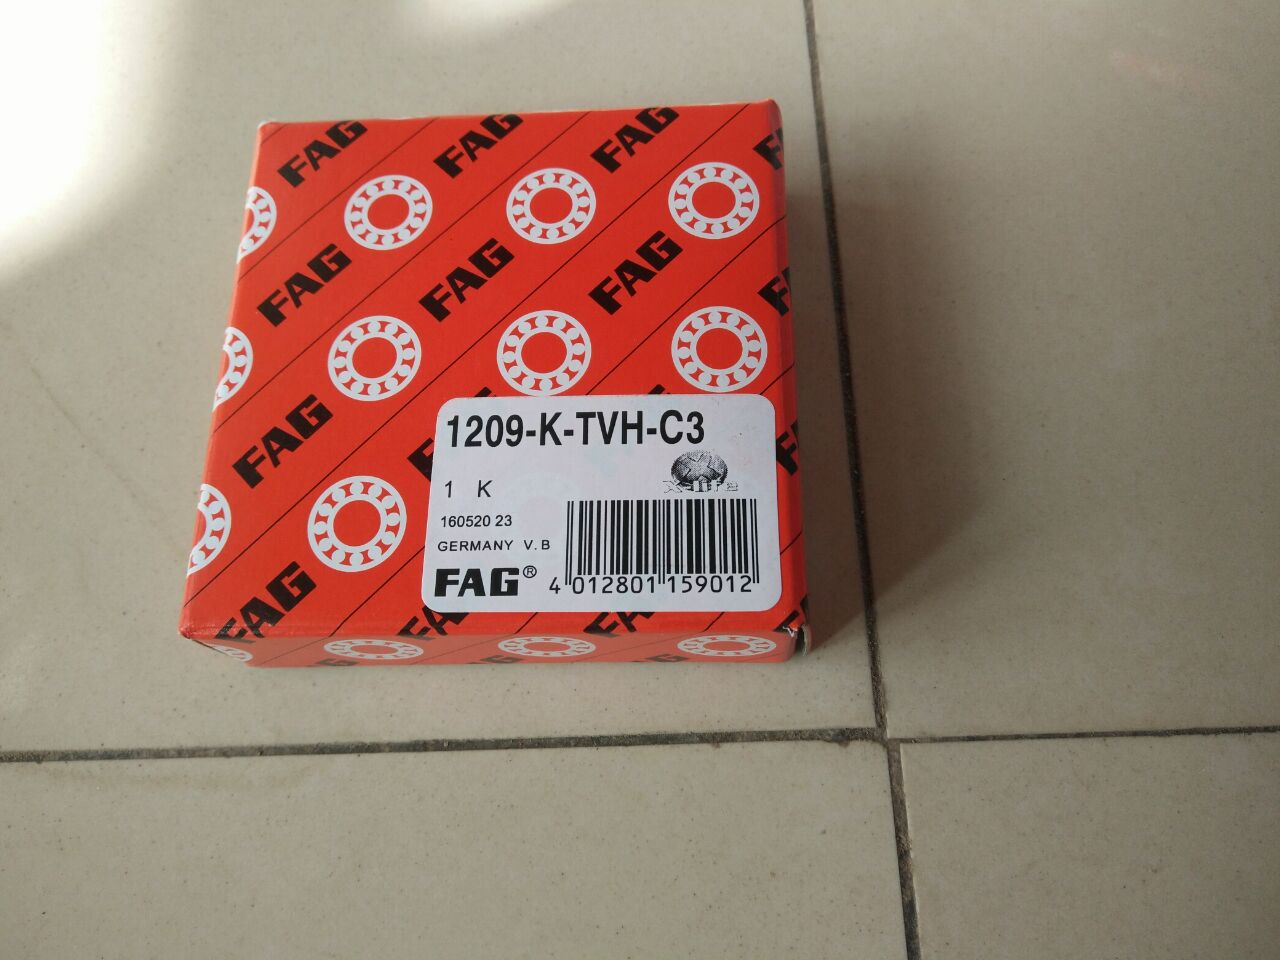 FAG FAG FAG
FAG FAG FAG
FAG
1209-K-TVH-C3
X-life
1 K
160520 23
GERMANY V. B
FAG®
4 012801 159012
FAG